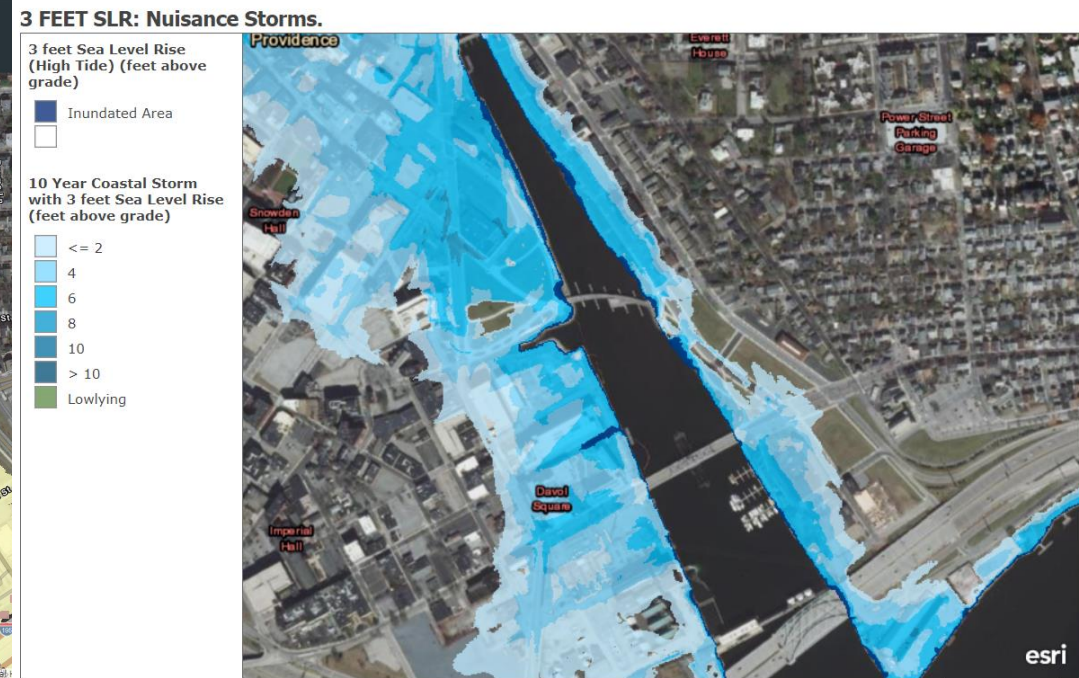 3 FEET SLR: Nuisance Storms.
3 feet Sea Level Rise
(High Tide) (feet above
grade)
Inundated Area
10 Year Coastal Storm
with 3 feet Sea Level Rise
(feet above grade)
<= 2
4
6
8
10
> 10
Lowlying
Providence
Everett
House
Power Street
Parking
Garage
Snowden
Hall
Davol
Square
Imperial
Hall
esri